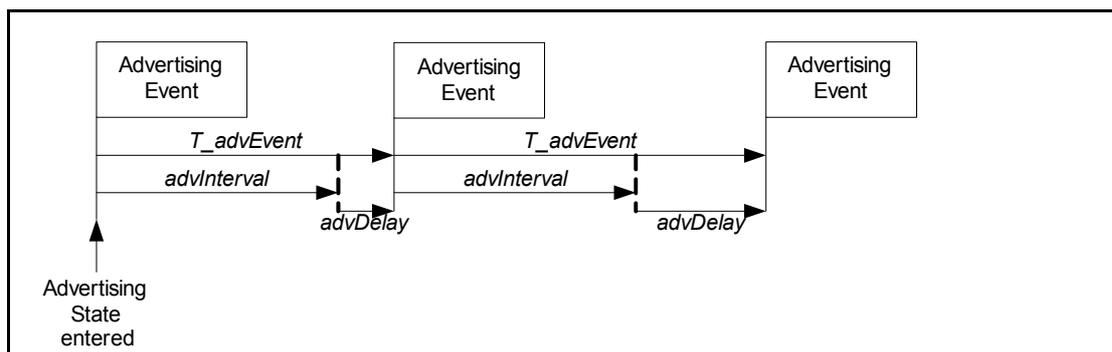 Advertising
Event
Advertising
Event
Advertising
Event
T_advEvent
T_advEvent
advInterval
advInterval
advDelay
advDelay
Advertising
State
entered